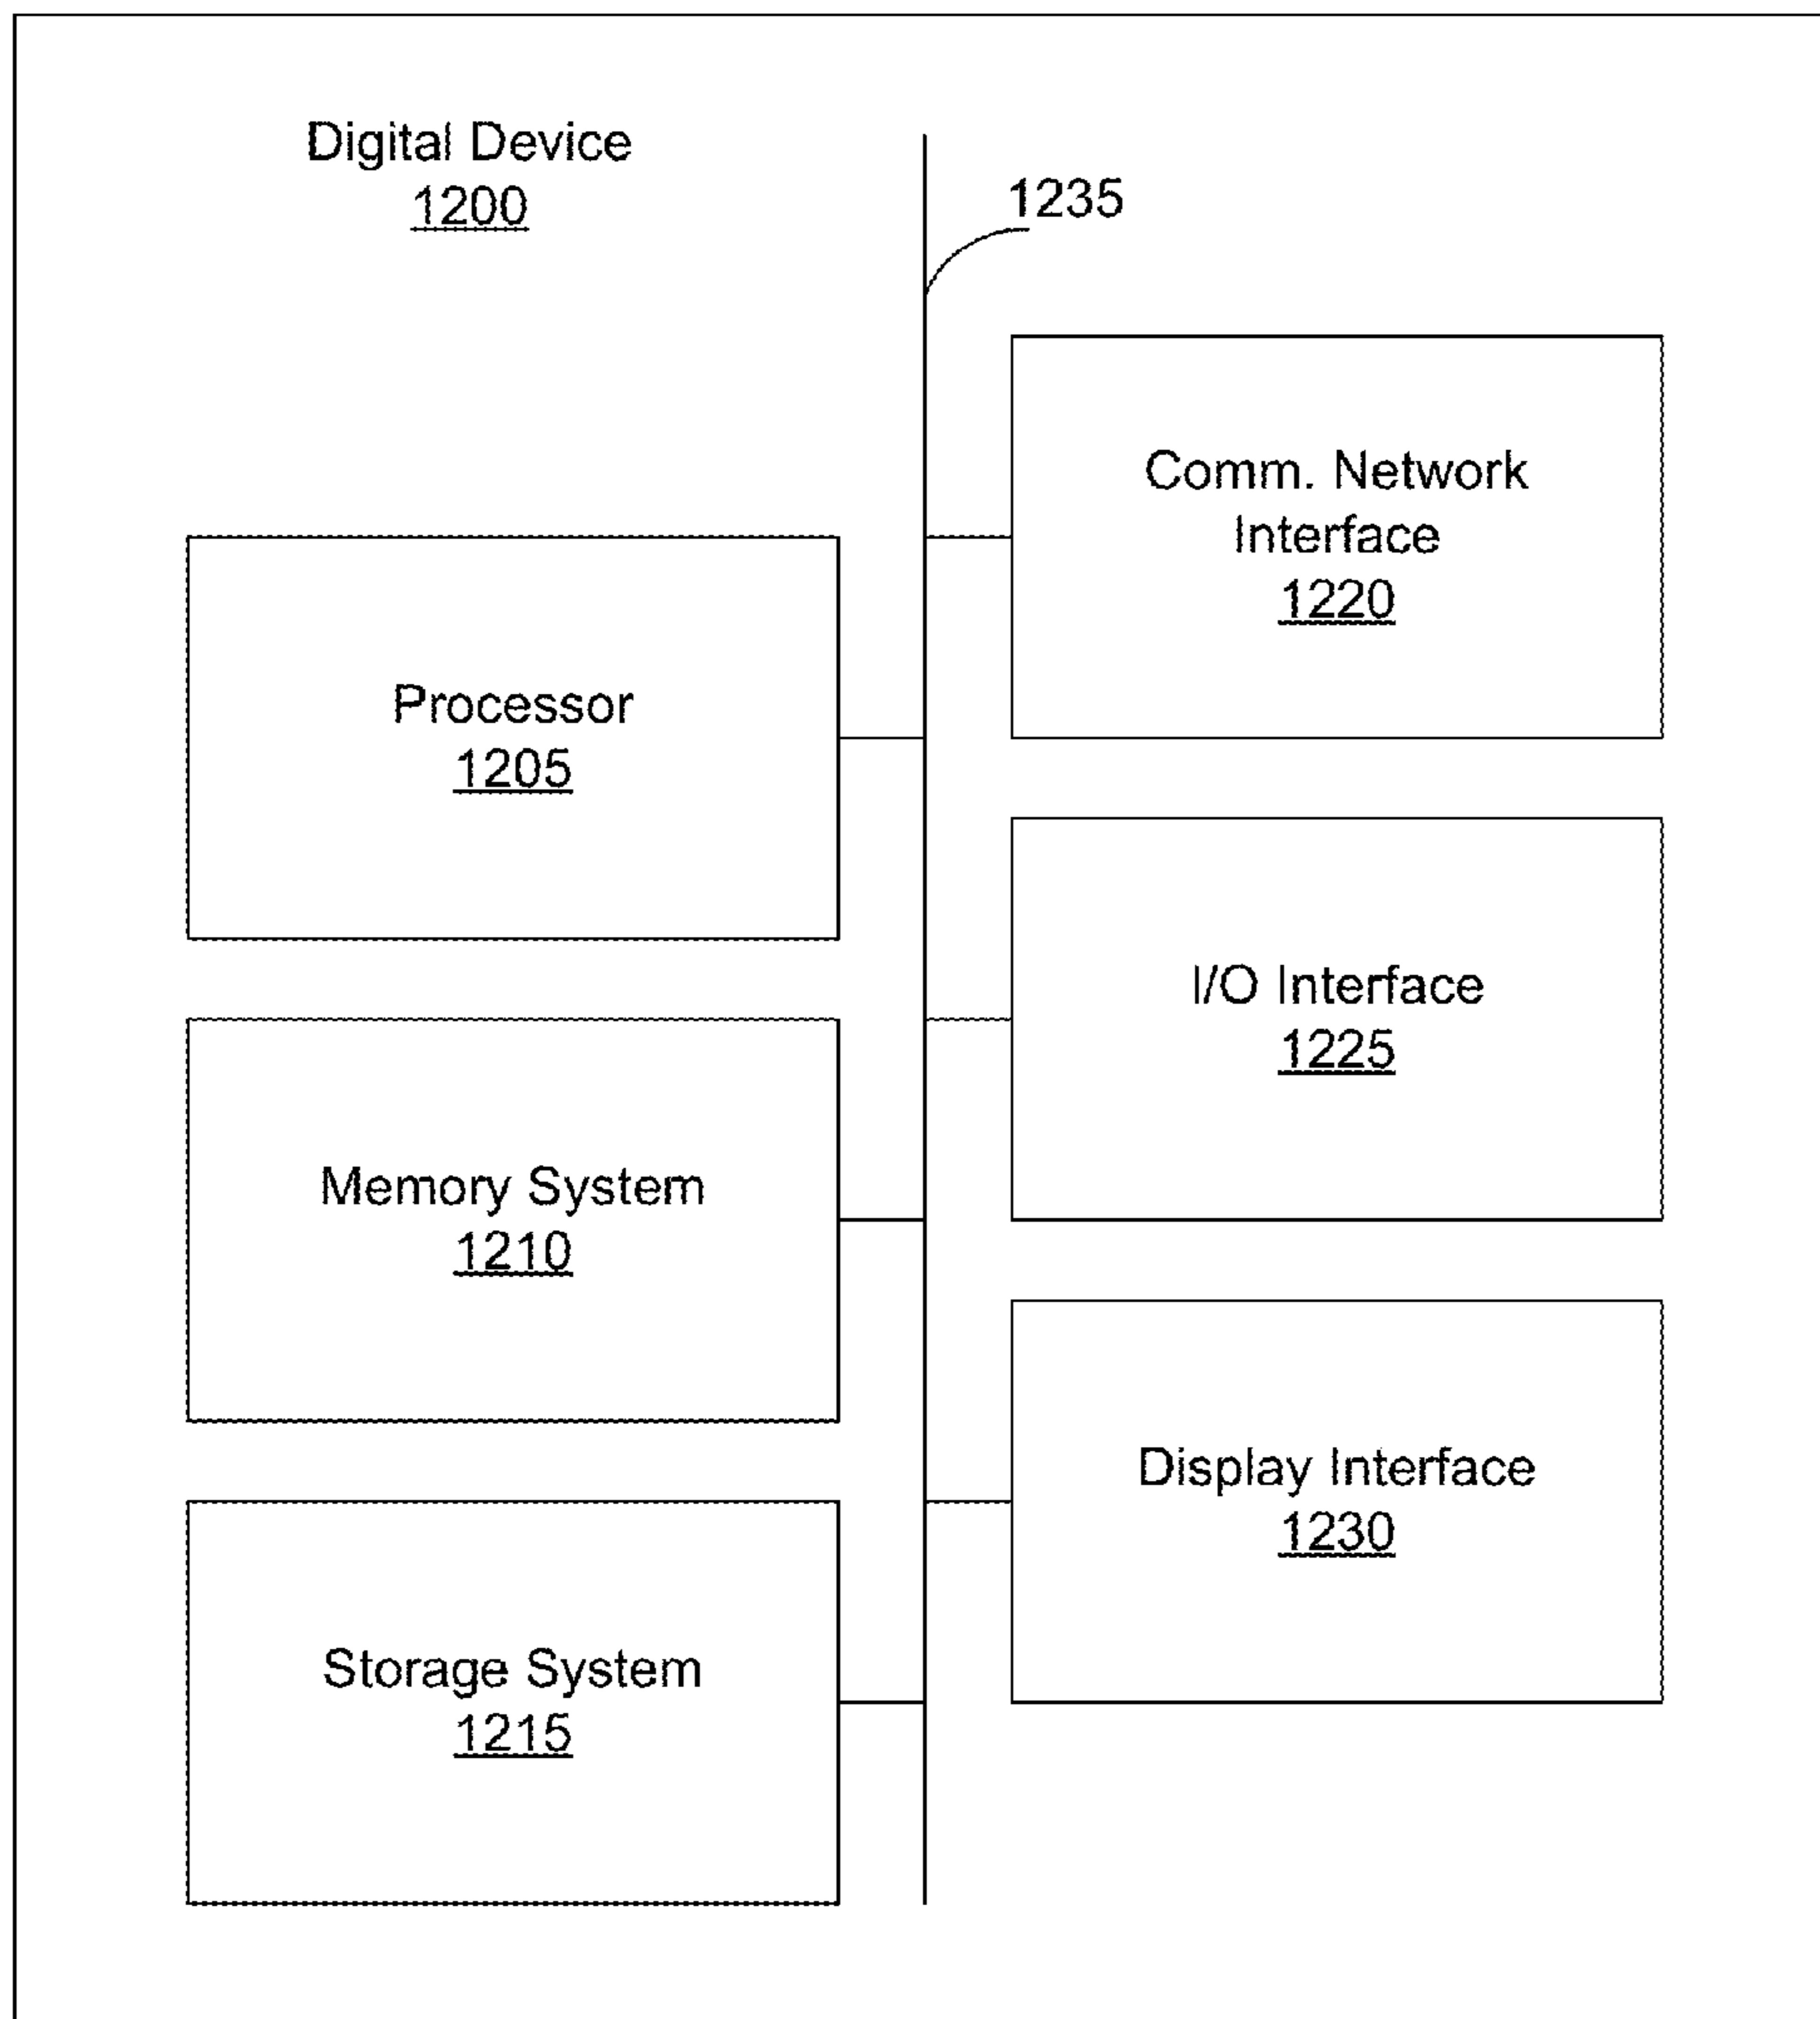 Digital Device
1200
1235
Comm. Network
Interface
1220
Processor
1205
I/O Interface
1225
Memory System
1210
Display Interface
1230
Storage System
1215